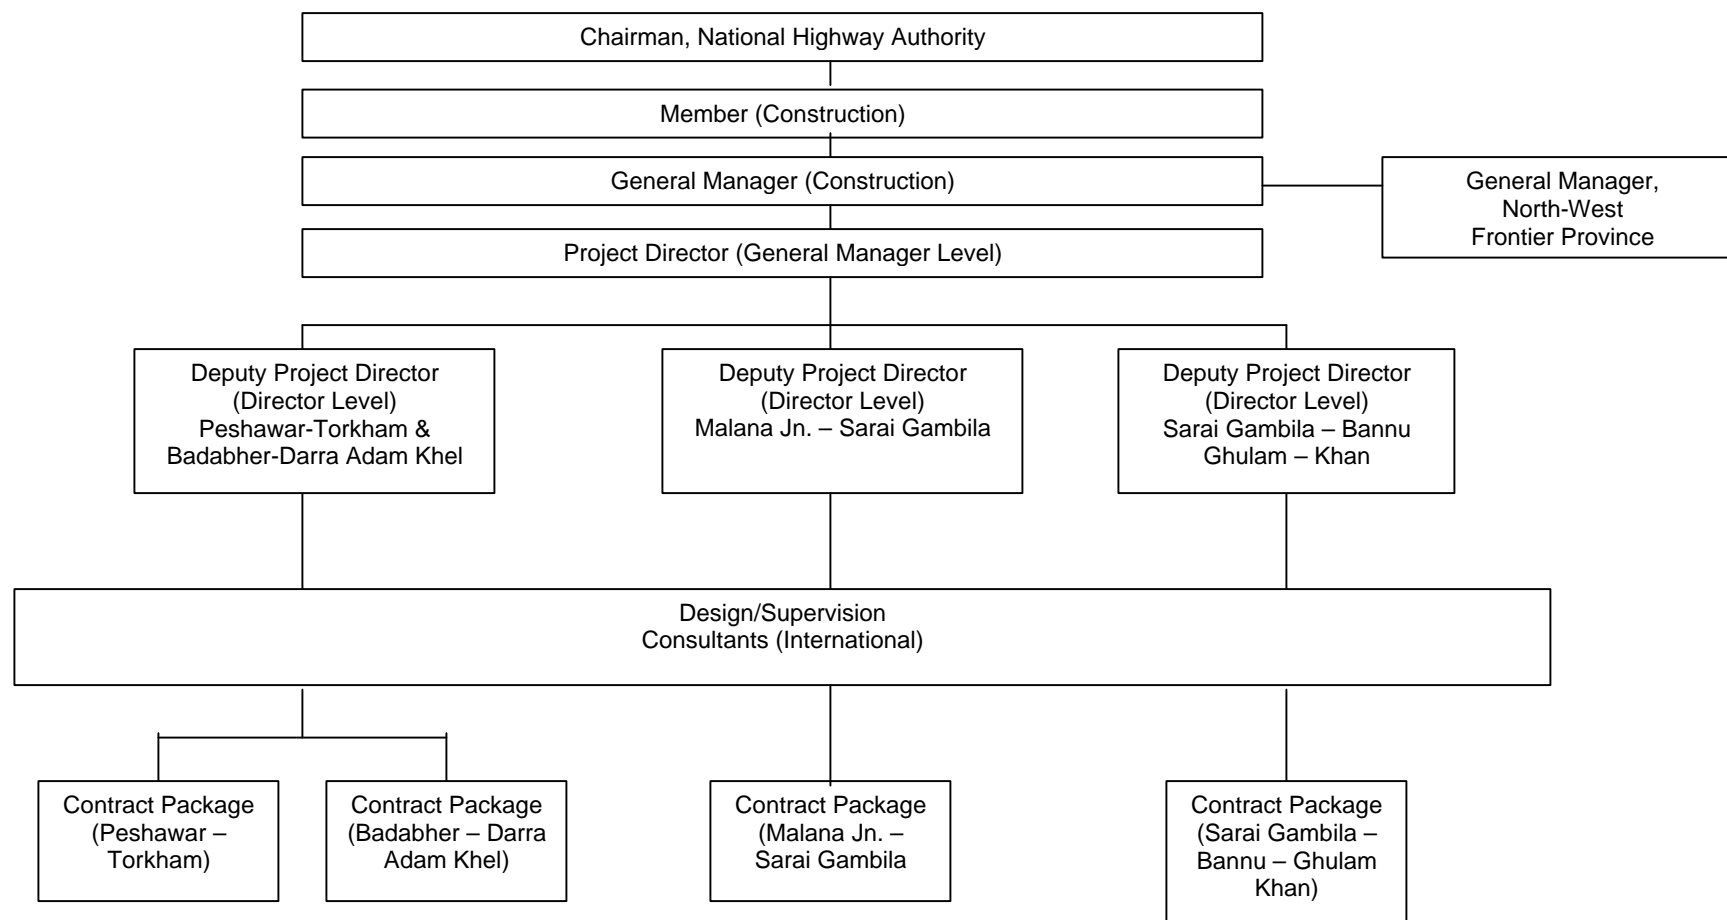 Chairman, National Highway Authority
Member (Construction)
General Manager (Construction)
General Manager,
North-West
Frontier Province
Project Director (General Manager Level)
Deputy Project Director
(Director Level)
Peshawar-Torkham &
Badabher-Darra Adam Khel
Deputy Project Director
(Director Level)
Malana Jn. – Sarai Gambila
Deputy Project Director
(Director Level)
Sarai Gambila – Bannu
Ghulam – Khan
Design/Supervision
Consultants (International)
Contract Package
(Peshawar –
Torkham)
Contract Package
(Badabher – Darra
Adam Khel)
Contract Package
(Malana Jn. –
Sarai Gambila
Contract Package
(Sarai Gambila –
Bannu – Ghulam
Khan)